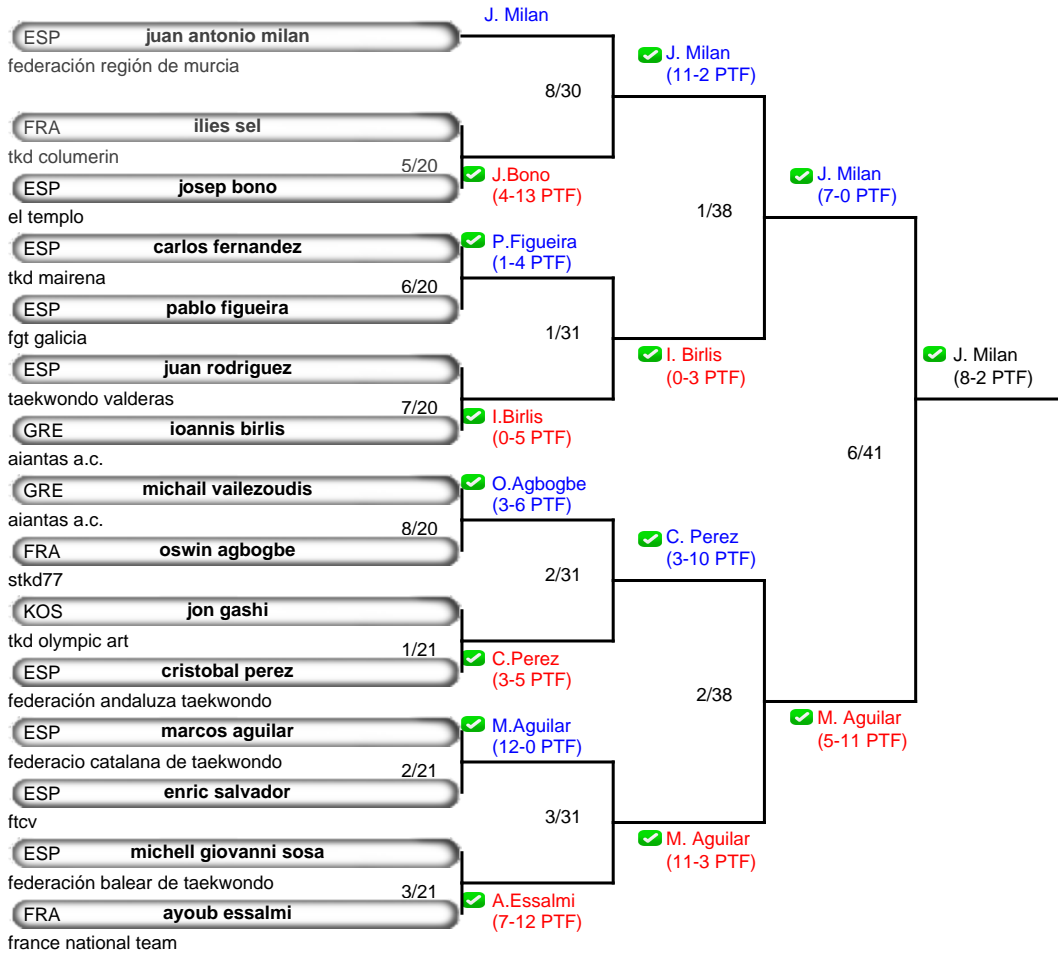 J. Milan
ESP juan antonio milan
federación región de murcia
J. Milan
(11-2 PTF)
8/30
FRA ilies sel
tkd columerin
5/20
J.Bono
(4-13 PTF)
ESP josep bono
el templo
J. Milan
(7-0 PTF)
1/38
ESP carlos fernandez
tkd mairena
P.Figueira
(1-4 PTF)
6/20
ESP pablo figueira
fgt galicia
1/31
I. Birlis
(0-3 PTF)
ESP juan rodriguez
taekwondo valderas
7/20
I.Birlis
(0-5 PTF)
GRE ioannis birlis
aiantas a.c.
J. Milan
(8-2 PTF)
6/41
GRE michail vailezoudis
aiantas a.c.
O.Agbogbe
(3-6 PTF)
8/20
FRA oswin agbogbe
stkd77
C. Perez
(3-10 PTF)
2/31
KOS jon gashi
tkd olympic art
1/21
C.Perez
(3-5 PTF)
ESP cristobal perez
federación andaluza taekwondo
2/38
M. Aguilar
(5-11 PTF)
ESP marcos aguilar
federacio catalana de taekwondo
M.Aguilar
(12-0 PTF)
2/21
ESP enric salvador
ftcv
3/31
M. Aguilar
(11-3 PTF)
ESP michell giovanni sosa
federación balear de taekwondo
3/21
A.Essalmi
(7-12 PTF)
FRA ayoub essalmi
france national team